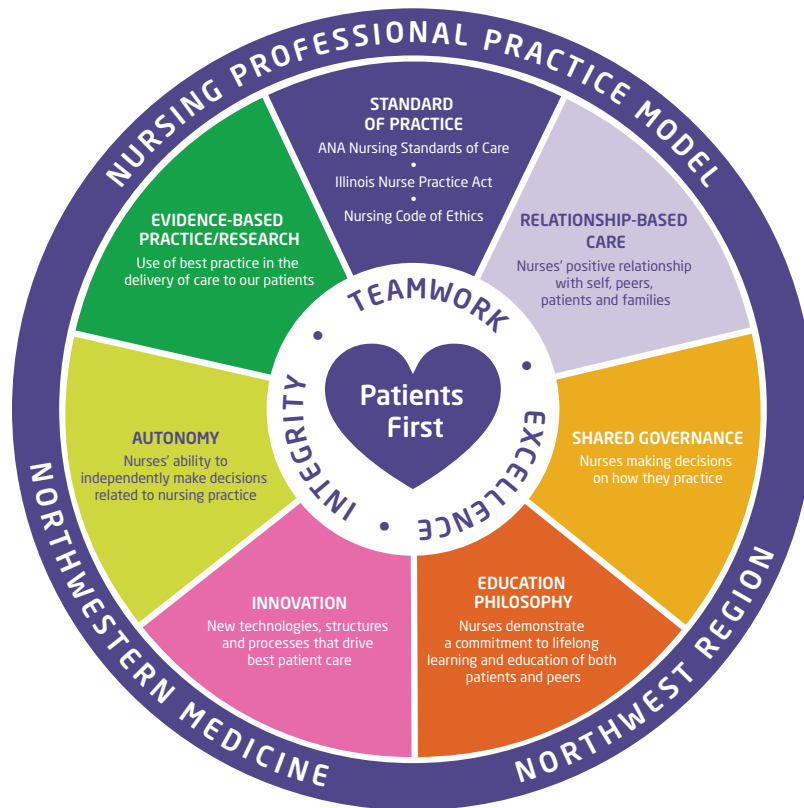 NURSING PROFESSIONAL PRACTICE MODEL
STANDARD
OF PRACTICE
ANA Nursing Standards of Care
•
Illinois Nurse Practice Act
•
Nursing Code of Ethics
RELATIONSHIP-BASED
CARE
Nurses' positive relationship
with self, peers,
patients and families
SHARED GOVERNANCE
Nurses making decisions
on how they practice
EDUCATION
PHILOSOPHY
Nurses demonstrate
a commitment to lifelong
learning and education of both
patients and peers
INNOVATION
New technologies, structures
and processes that drive
best patient care
AUTONOMY
Nurses' ability to
independently make decisions
related to nursing practice
EVIDENCE-BASED
PRACTICE/RESEARCH
Use of best practice in the
delivery of care to our patients
TEAMWORK • EXCELLENCE • INTEGRITY •
Patients
First
NORTHWESTERN MEDICINE
NORTHWEST REGION